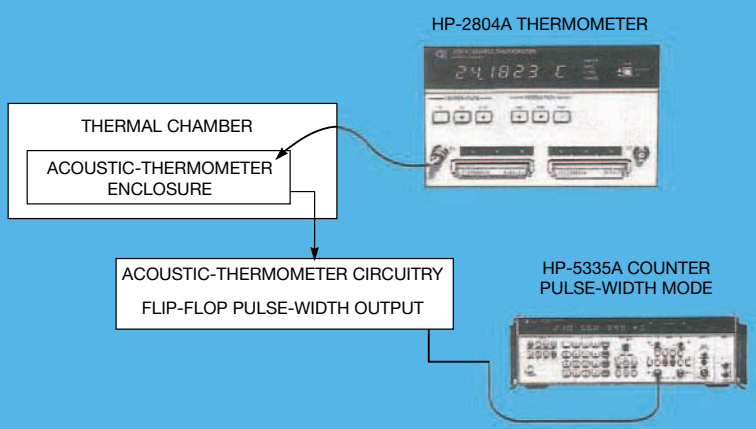 HP-2804A THERMOMETER
24.1823 C
THERMAL CHAMBER
ACOUSTIC-THERMOMETER
ENCLOSURE
ACOUSTIC-THERMOMETER CIRCUITRY
FLIP-FLOP PULSE-WIDTH OUTPUT
HP-5335A COUNTER
PULSE-WIDTH MODE